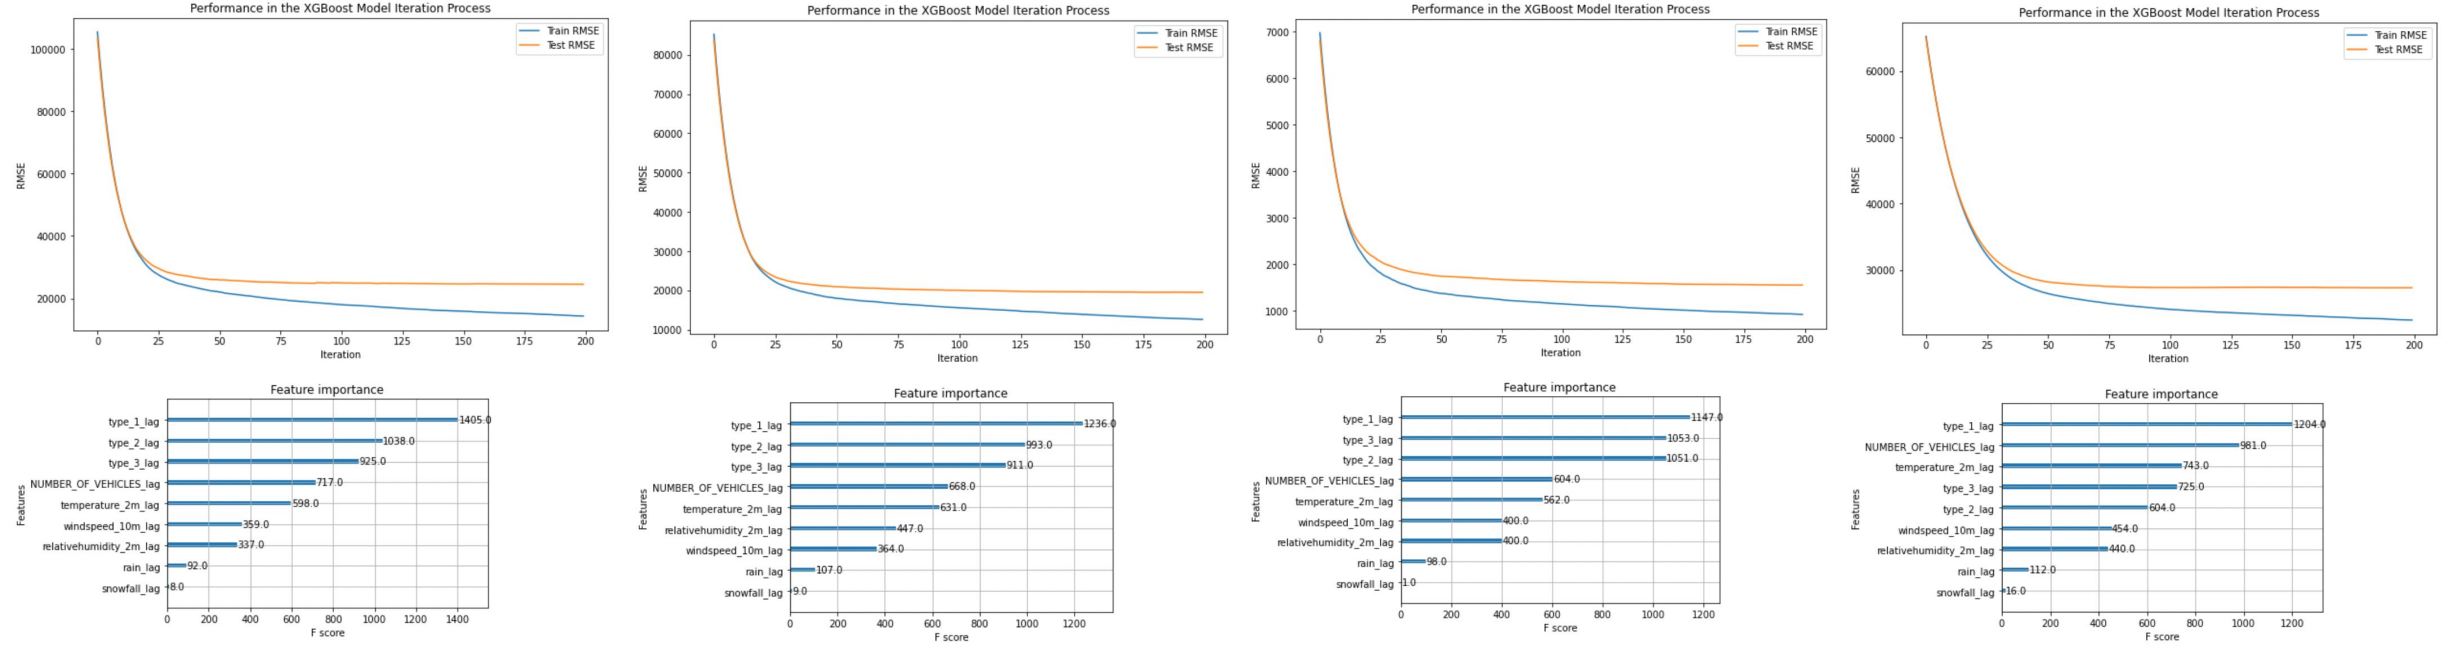 Performance in the XGBoost Model Iteration Process
Train RMSE
Test RMSE
100000
80000
60000
40000
20000
RMSE
0 25 50 75 100 125 150 175 200
Iteration
Performance in the XGBoost Model Iteration Process
Train RMSE
Test RMSE
80000
70000
60000
50000
40000
30000
20000
10000
RMSE
0 25 50 75 100 125 150 175 200
Iteration
Performance in the XGBoost Model Iteration Process
Train RMSE
Test RMSE
7000
6000
5000
4000
3000
2000
1000
RMSE
0 25 50 75 100 125 150 175 200
Iteration
Performance in the XGBoost Model Iteration Process
Train RMSE
Test RMSE
60000
50000
40000
30000
RMSE
0 25 50 75 100 125 150 175 200
Iteration
Feature importance
Features
type_1_lag 1405.0
type_2_lag 1038.0
type_3_lag 925.0
NUMBER_OF_VEHICLES_lag 717.0
temperature_2m_lag 598.0
windspeed_10m_lag 359.0
relativehumidity_2m_lag 337.0
rain_lag 92.0
snowfall_lag 8.0
0 200 400 600 800 1000 1200 1400
F score
Feature importance
Features
type_1_lag 1236.0
type_2_lag 993.0
type_3_lag 911.0
NUMBER_OF_VEHICLES_lag 668.0
temperature_2m_lag 631.0
relativehumidity_2m_lag 447.0
windspeed_10m_lag 364.0
rain_lag 107.0
snowfall_lag 9.0
0 200 400 600 800 1000 1200
F score
Feature importance
Features
type_1_lag 1147.0
type_3_lag 1053.0
type_2_lag 1051.0
NUMBER_OF_VEHICLES_lag 604.0
temperature_2m_lag 562.0
windspeed_10m_lag 400.0
relativehumidity_2m_lag 400.0
rain_lag 98.0
snowfall_lag 1.0
0 200 400 600 800 1000 1200
F score
Feature importance
Features
type_1_lag 1204.0
NUMBER_OF_VEHICLES_lag 981.0
temperature_2m_lag 743.0
type_3_lag 725.0
type_2_lag 604.0
windspeed_10m_lag 454.0
relativehumidity_2m_lag 440.0
rain_lag 112.0
snowfall_lag 16.0
0 200 400 600 800 1000 1200
F score